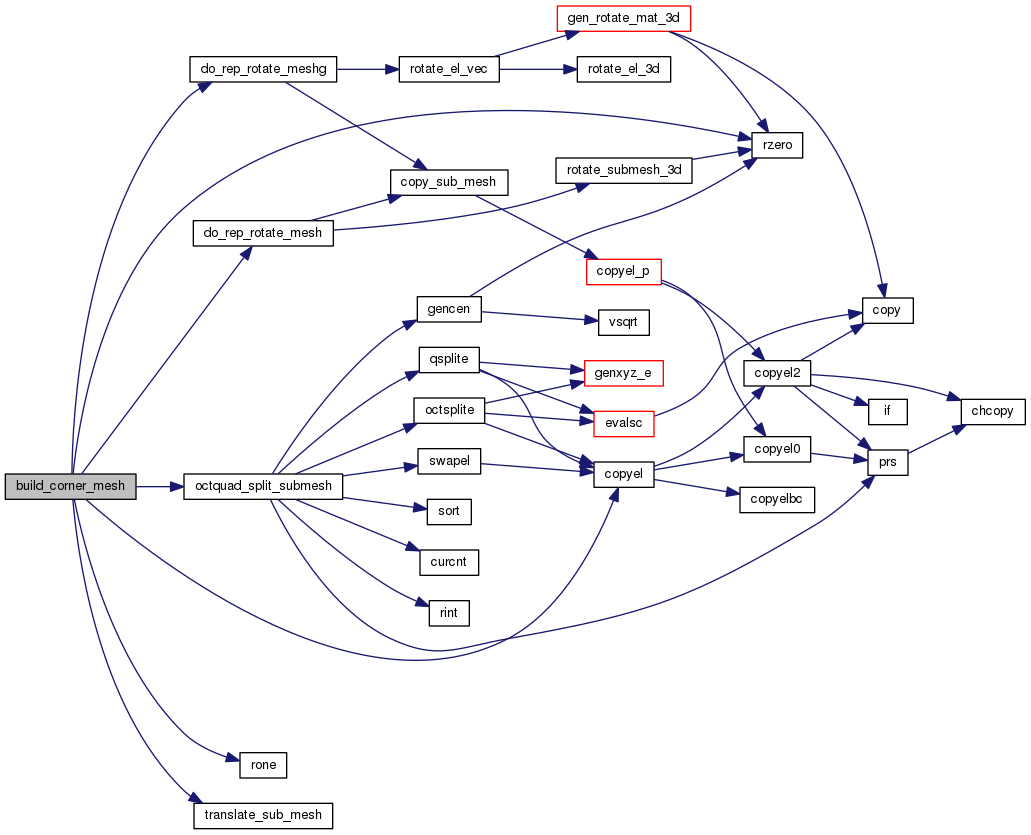 gen_rotate_mat_3d
do_rep_rotate_meshg
rotate_el_vec
rotate_el_3d
rzero
rotate_submesh_3d
copy_sub_mesh
do_rep_rotate_mesh
copyel_p
gencen
vsqrt
copy
qsplite
genxyz_e
copyel2
octsplite
evalsc
if
chcopy
copyel0
swapel
copyel
prs
build_corner_mesh
octquad_split_submesh
copyelbc
sort
curcnt
rint
rone
translate_sub_mesh